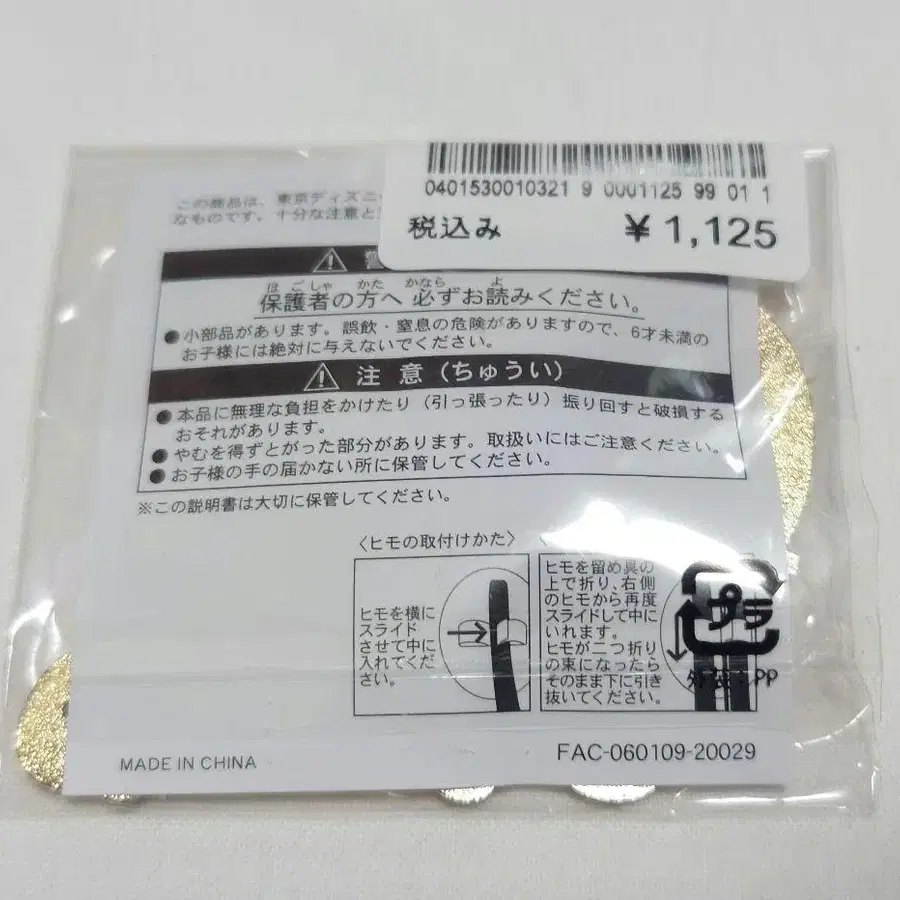 0401530010321 9 0001125 99 01 1
税込み ¥1,125
この商品は、東京ディズニ
なものです。十分な注意と
警
ほごしゃ かた かなら よ
保護者の方へ 必ずお読みください。
●小部品があります。誤飲・窒息の危険がありますので、6才未満の
お子様には絶対に与えないでください。
注意（ちゅうい）
●本品に無理な負担をかけたり（引っ張ったり）振り回すと破損する
おそれがあります。
●やむを得ずとがった部分があります。取扱いにはご注意ください。
●お子様の手の届かない所に保管してください。
※この説明書は大切に保管してください。
〈ヒモの取付けかた〉
ヒモを横に
スライド
させて中に
入れてくだ
さい。
ヒモを留め具の
上で折り、右側
のヒモから再度
スライドして中に
いれます。
ヒモが二つ折り
の束になったら
そのまま下に引き
抜いてください。
プラ
外袋:PP
MADE IN CHINA
FAC-060109-20029